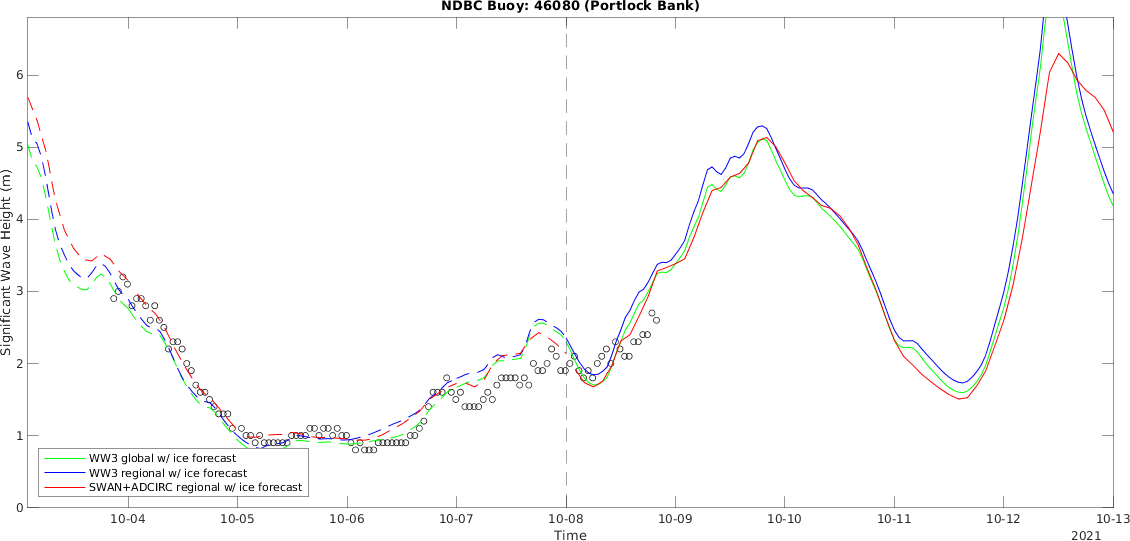 NDBC Buoy: 46080 (Portlock Bank)
Significant Wave Height (m)
6
5
4
3
2
1
0
WW3 global w/ ice forecast
WW3 regional w/ ice forecast
SWAN+ADCIRC regional w/ ice forecast
10-04 10-05 10-06 10-07 10-08 10-09 10-10 10-11 10-12 10-13
Time
2021